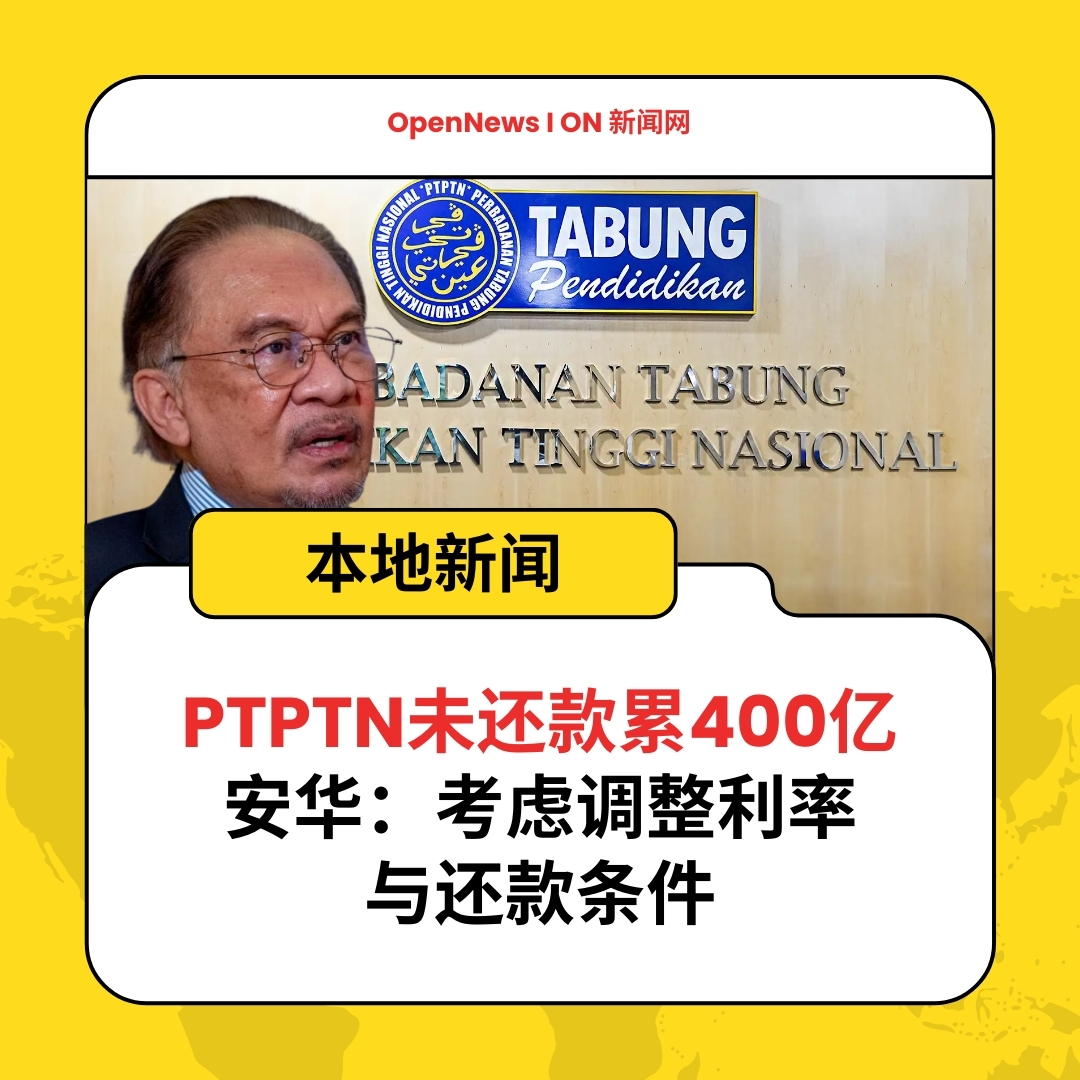 OpenNews I ON 新闻网
PERBADANAN TABUNG PENDIDIKAN TINGGI NASIONAL *PTPTN*
TABUNG
Pendidikan
BADANAN TABUNG
IKAN TINGGI NASIONAL
本地新闻
PTPTN未还款累400亿
安华：考虑调整利率
与还款条件